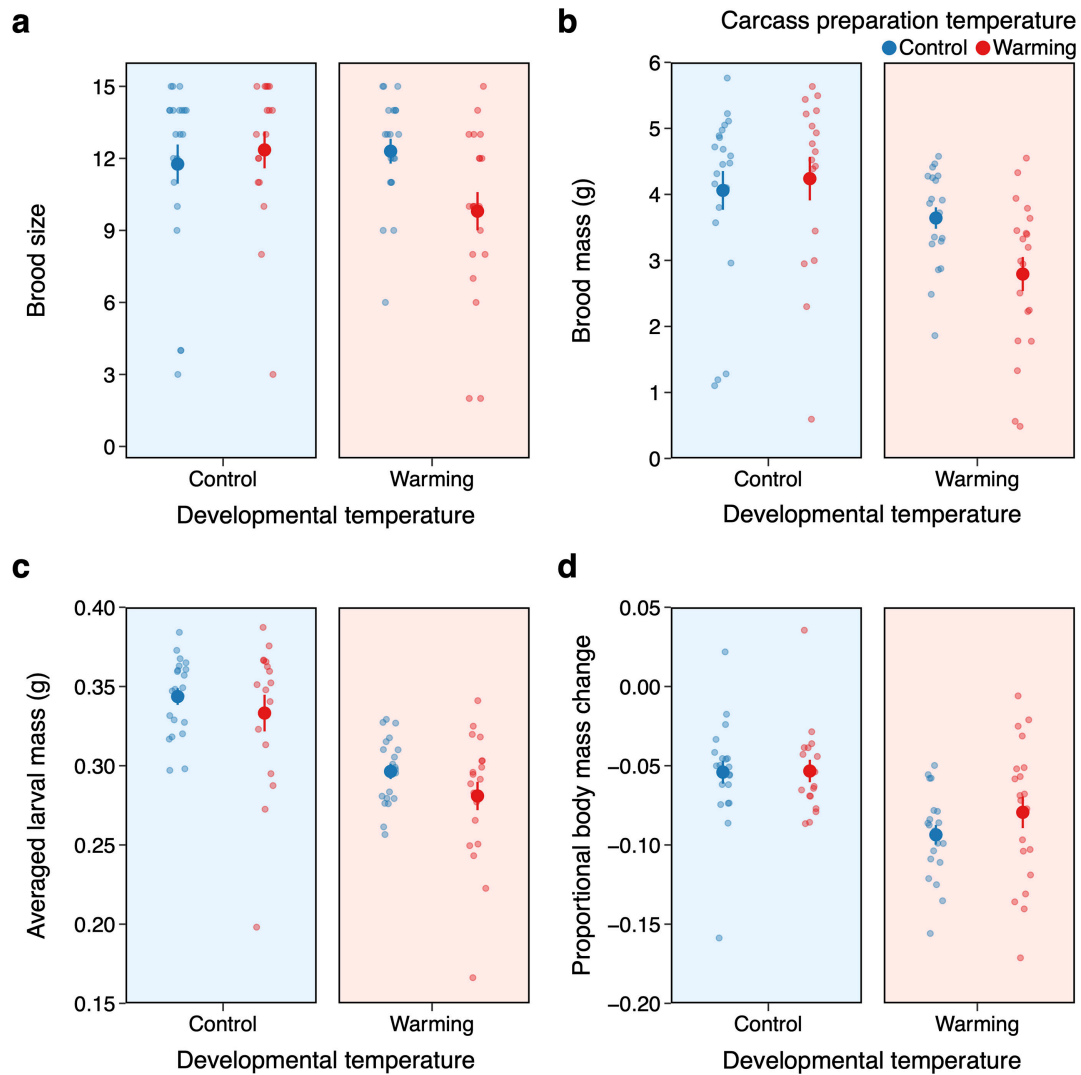 a
15
12
9
6
3
0
Brood size
Control
Warming
Developmental temperature
b
Carcass preparation temperature
Control Warming
6
5
4
3
2
1
0
Brood mass (g)
Control
Warming
Developmental temperature
c
0.40
0.35
0.30
0.25
0.20
0.15
Averaged larval mass (g)
Control
Warming
Developmental temperature
d
0.05
0.00
−0.05
−0.10
−0.15
−0.20
Proportional body mass change
Control
Warming
Developmental temperature